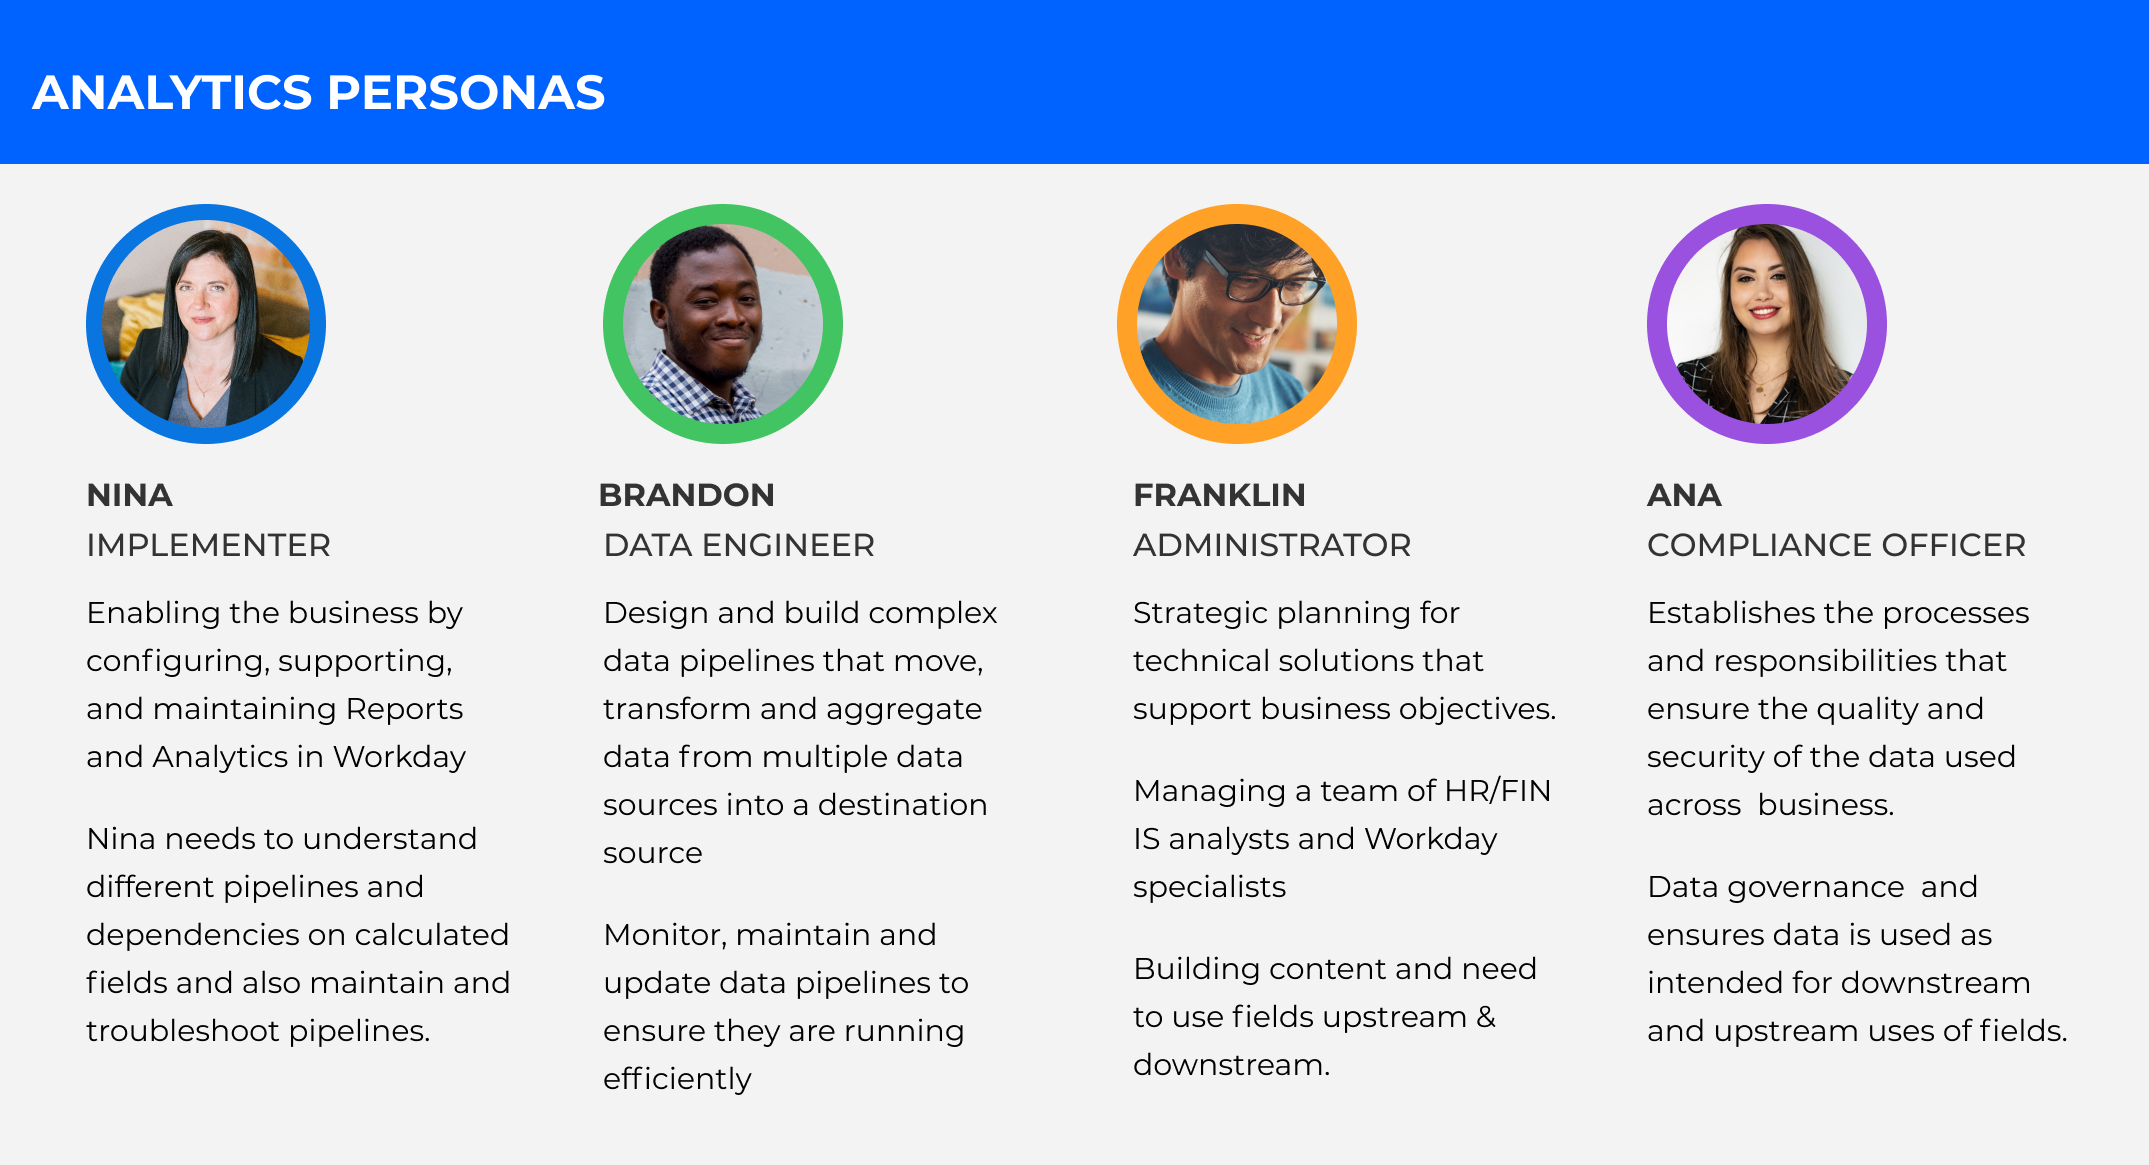 ANALYTICS PERSONAS
NINA
IMPLEMENTER
Enabling the business by
configuring, supporting,
and maintaining Reports
and Analytics in Workday
Nina needs to understand
different pipelines and
dependencies on calculated
fields and also maintain and
troubleshoot pipelines.
BRANDON
DATA ENGINEER
Design and build complex
data pipelines that move,
transform and aggregate
data from multiple data
sources into a destination
source
Monitor, maintain and
update data pipelines to
ensure they are running
efficiently
FRANKLIN
ADMINISTRATOR
Strategic planning for
technical solutions that
support business objectives.
Managing a team of HR/FIN
IS analysts and Workday
specialists
Building content and need
to use fields upstream &
downstream.
ANA
COMPLIANCE OFFICER
Establishes the processes
and responsibilities that
ensure the quality and
security of the data used
across  business.
Data governance  and
ensures data is used as
intended for downstream
and upstream uses of fields.